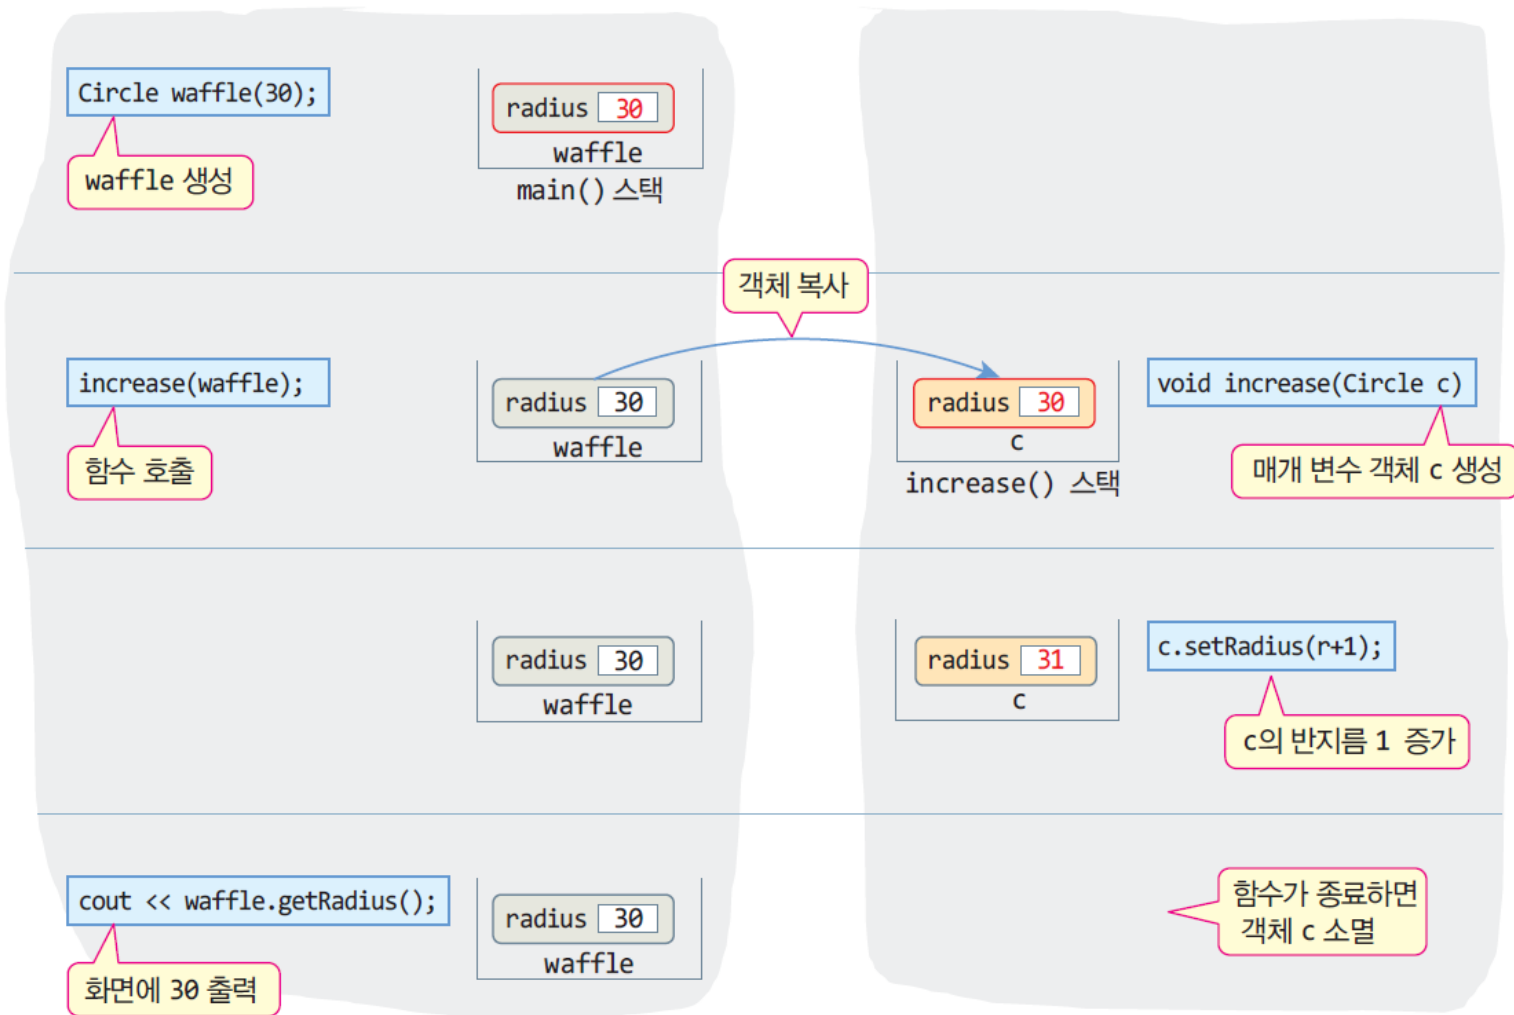 Circle waffle(30);
waffle 생성
radius 30
waffle
main() 스택
객체 복사
increase(waffle);
함수 호출
radius 30
waffle
radius 30
c
increase() 스택
void increase(Circle c)
매개 변수 객체 c 생성
radius 30
waffle
radius 31
c
c.setRadius(r+1);
c의 반지름 1 증가
cout << waffle.getRadius();
화면에 30 출력
radius 30
waffle
함수가 종료하면
객체 c 소멸